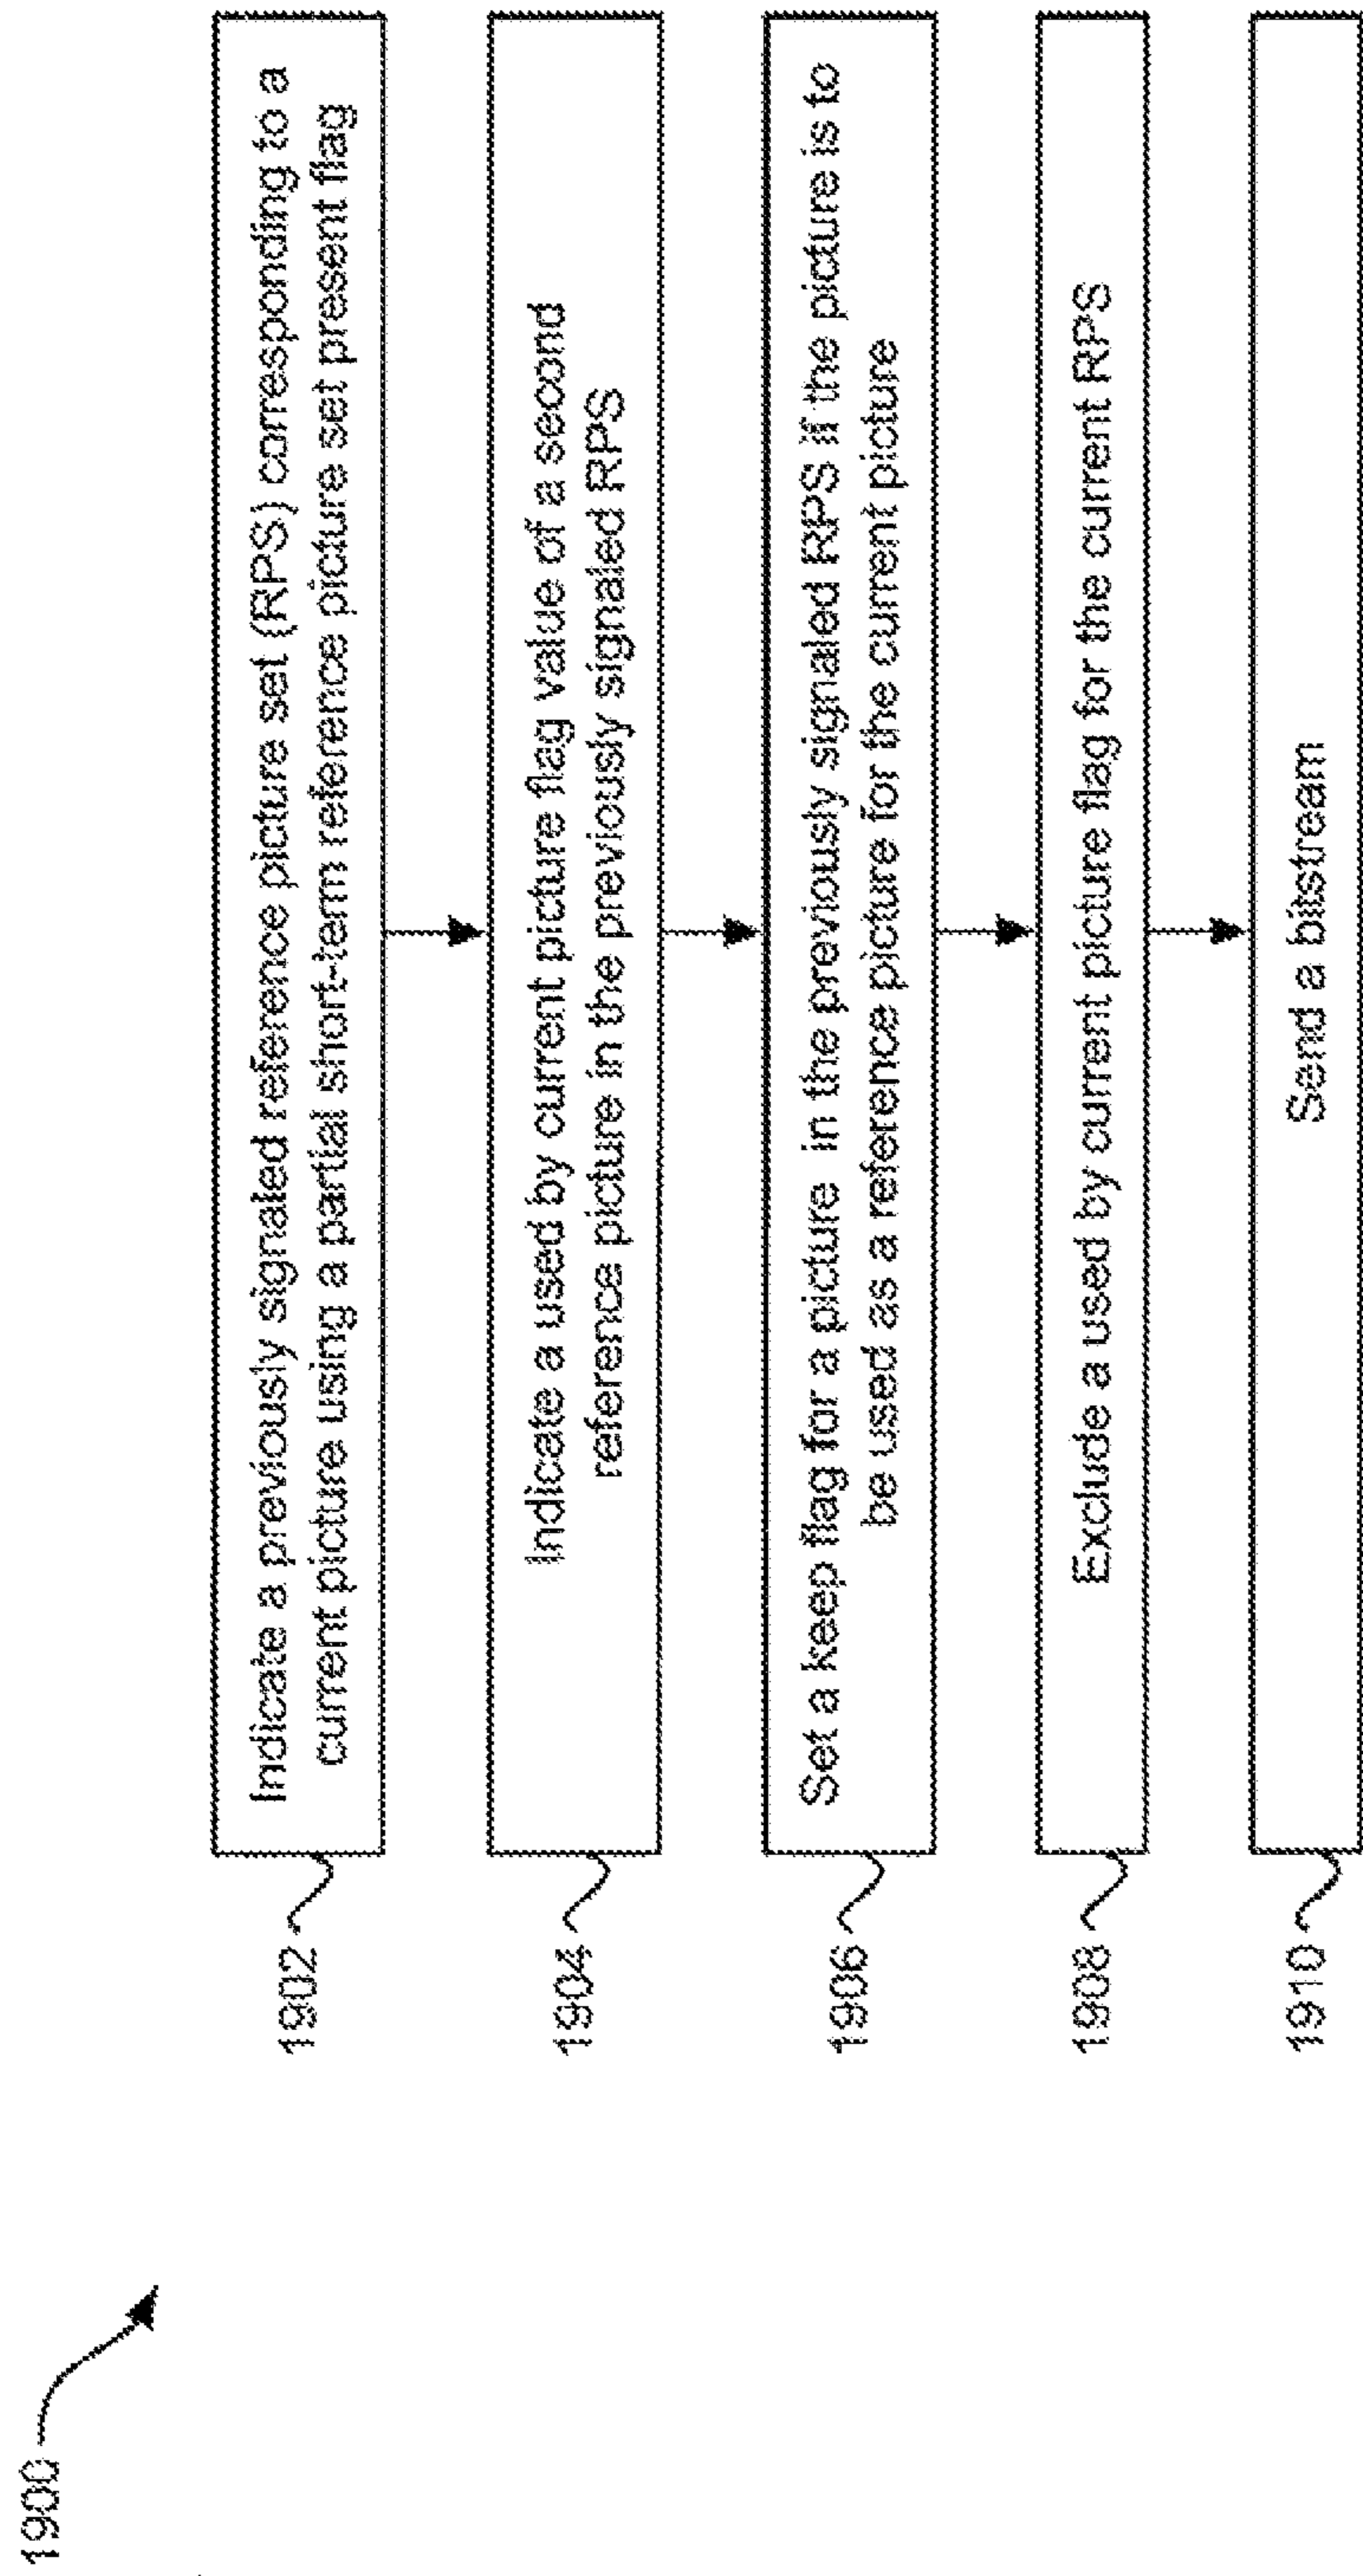 1900
1902
Indicate a previously signaled reference picture set (RPS) corresponding to a
current picture using a partial short-term reference picture set present flag
1904
Indicate a used by current picture flag value of a second
reference picture in the previously signaled RPS
1906
Set a keep flag for a picture in the previously signaled RPS if the picture is to
be used as a reference picture for the current picture
1908
Exclude a used by current picture flag for the current RPS
1910
Send a bitstream